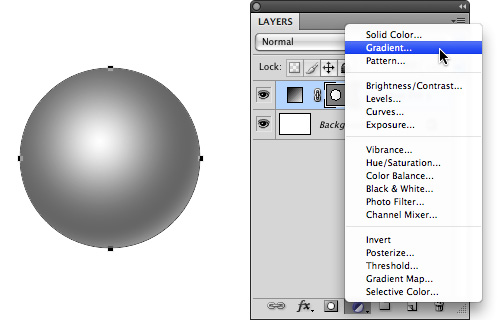 LAYERS
Normal
Lock:
Solid Color...
Gradient...
Pattern...
Brightness/Contrast...
Levels...
Curves...
Exposure...
Vibrance...
Hue/Saturation...
Color Balance...
Black & White...
Photo Filter...
Channel Mixer...
Invert
Posterize...
Threshold...
Gradient Map...
Selective Color...
fx